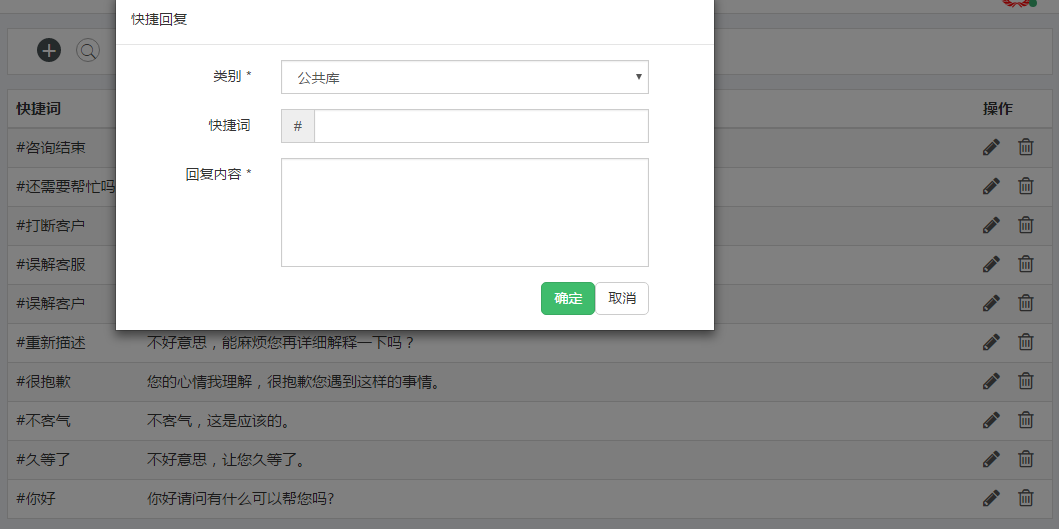 快捷回复
类别 *
公共库
快捷词
#
回复内容 *
确定
取消
快捷词
操作
#咨询结束
#还需要帮忙吗
#打断客户
#误解客服
#误解客户
#重新描述 不好意思，能麻烦您再详细解释一下吗？
#很抱歉 您的心情我理解，很抱歉您遇到这样的事情。
#不客气 不客气，这是应该的。
#久等了 不好意思，让您久等了。
#你好 你好请问有什么可以帮您吗?